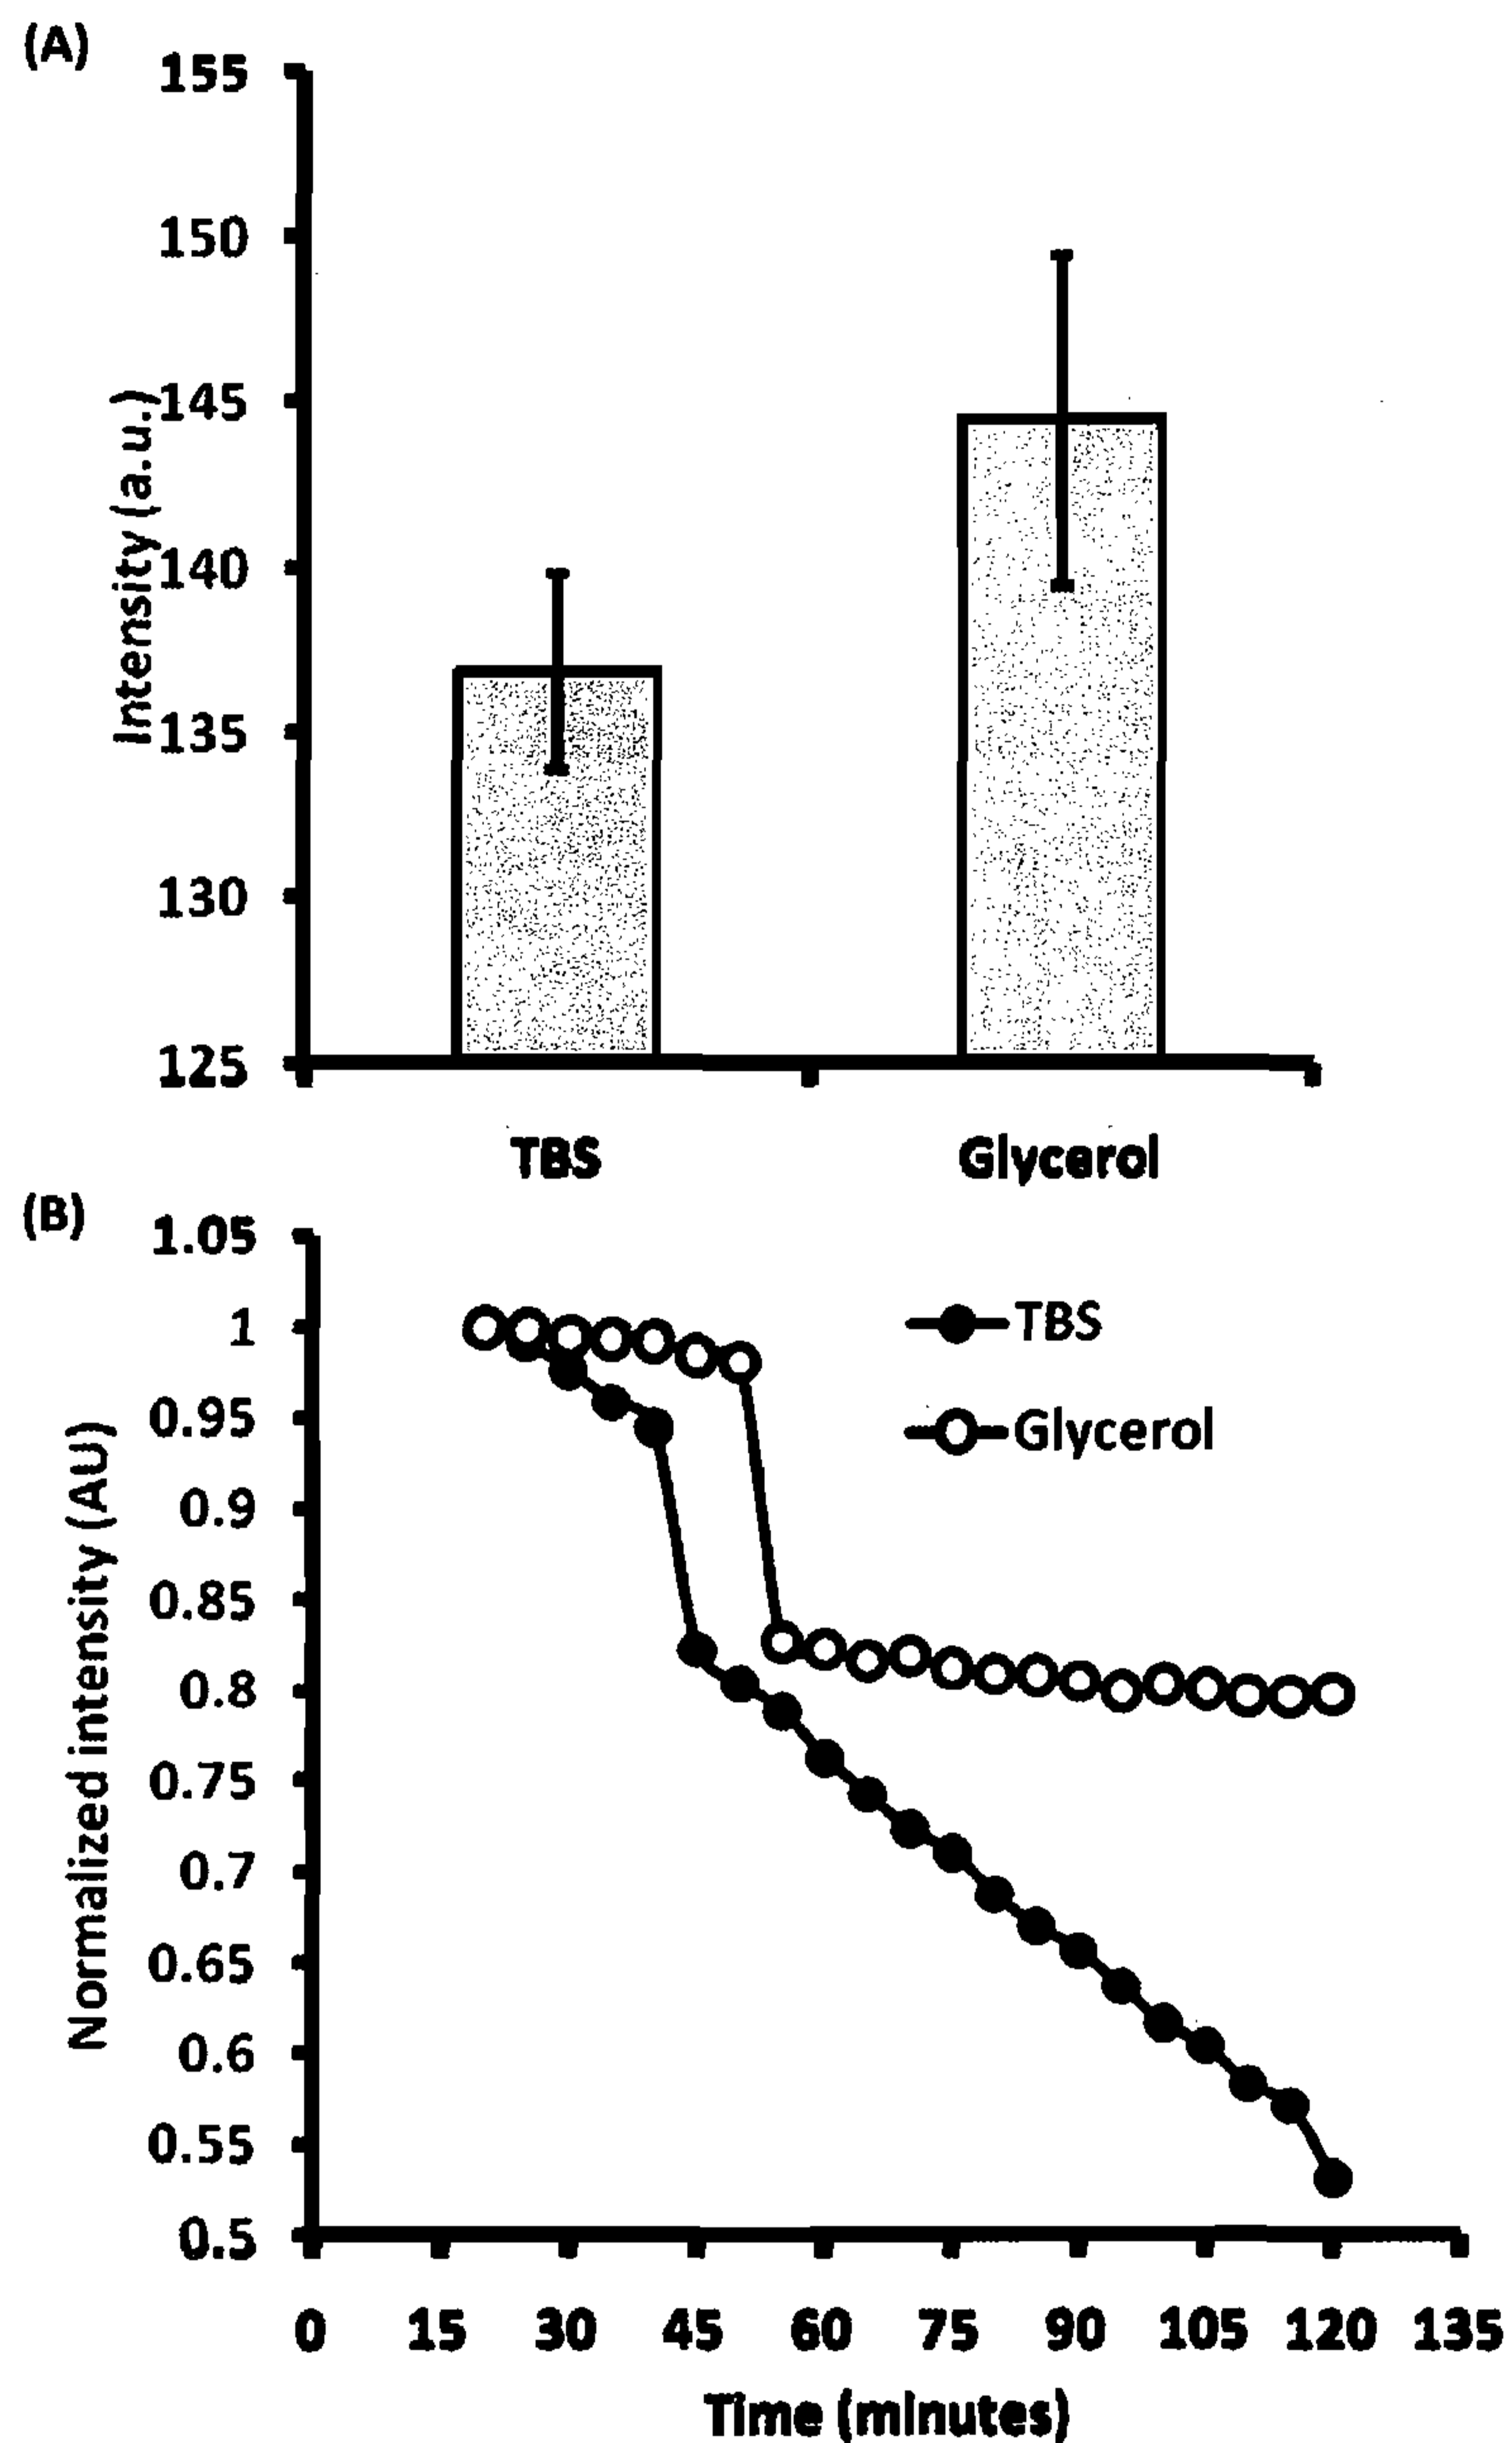 (A)
155
150
145
140
135
130
125
Intensity (a.u.)
TBS
Glycerol
(B)
1.05
1
0.95
0.9
0.85
0.8
0.75
0.7
0.65
0.6
0.55
0.5
Normalized intensity (AU)
TBS
Glycerol
0 15 30 45 60 75 90 105 120 135
Time (minutes)